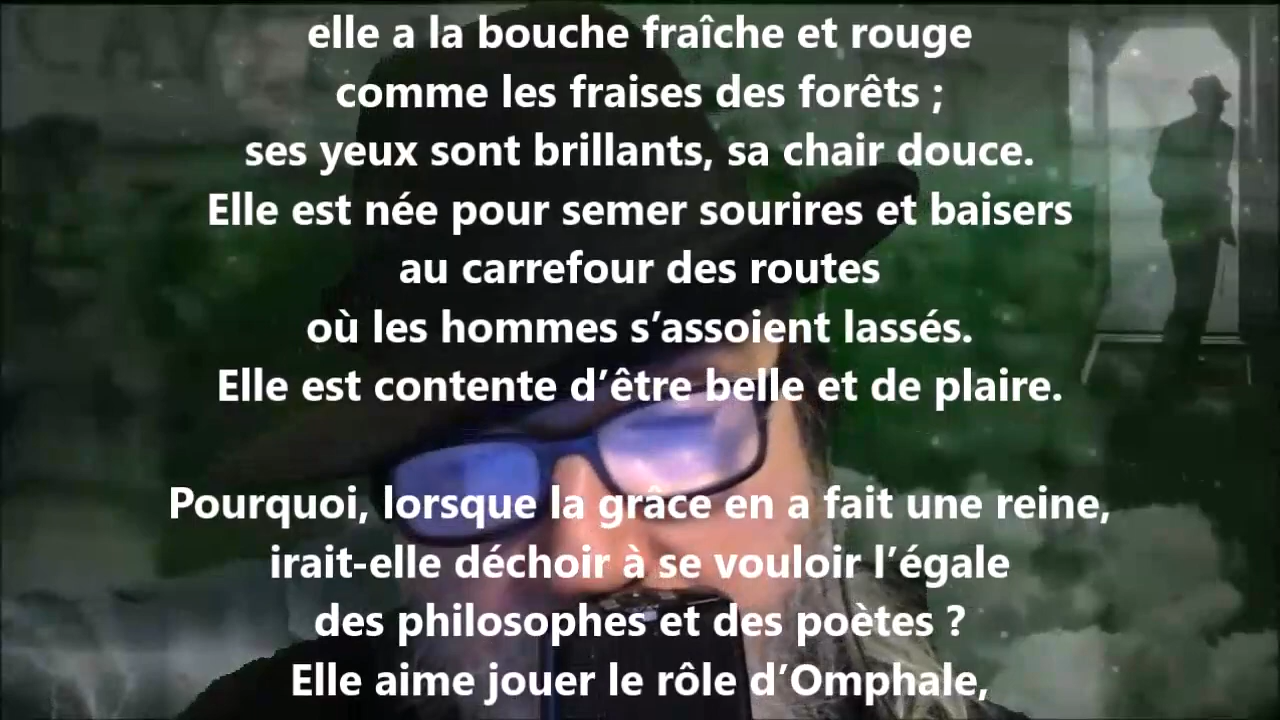 elle a la bouche fraîche et rouge
comme les fraises des forêts ;
ses yeux sont brillants, sa chair douce.
Elle est née pour semer sourires et baisers
au carrefour des routes
où les hommes s’assoient lassés.
Elle est contente d’être belle et de plaire.
Pourquoi, lorsque la grâce en a fait une reine,
irait-elle déchoir à se vouloir l’égale
des philosophes et des poètes ?
Elle aime jouer le rôle d’Omphale,